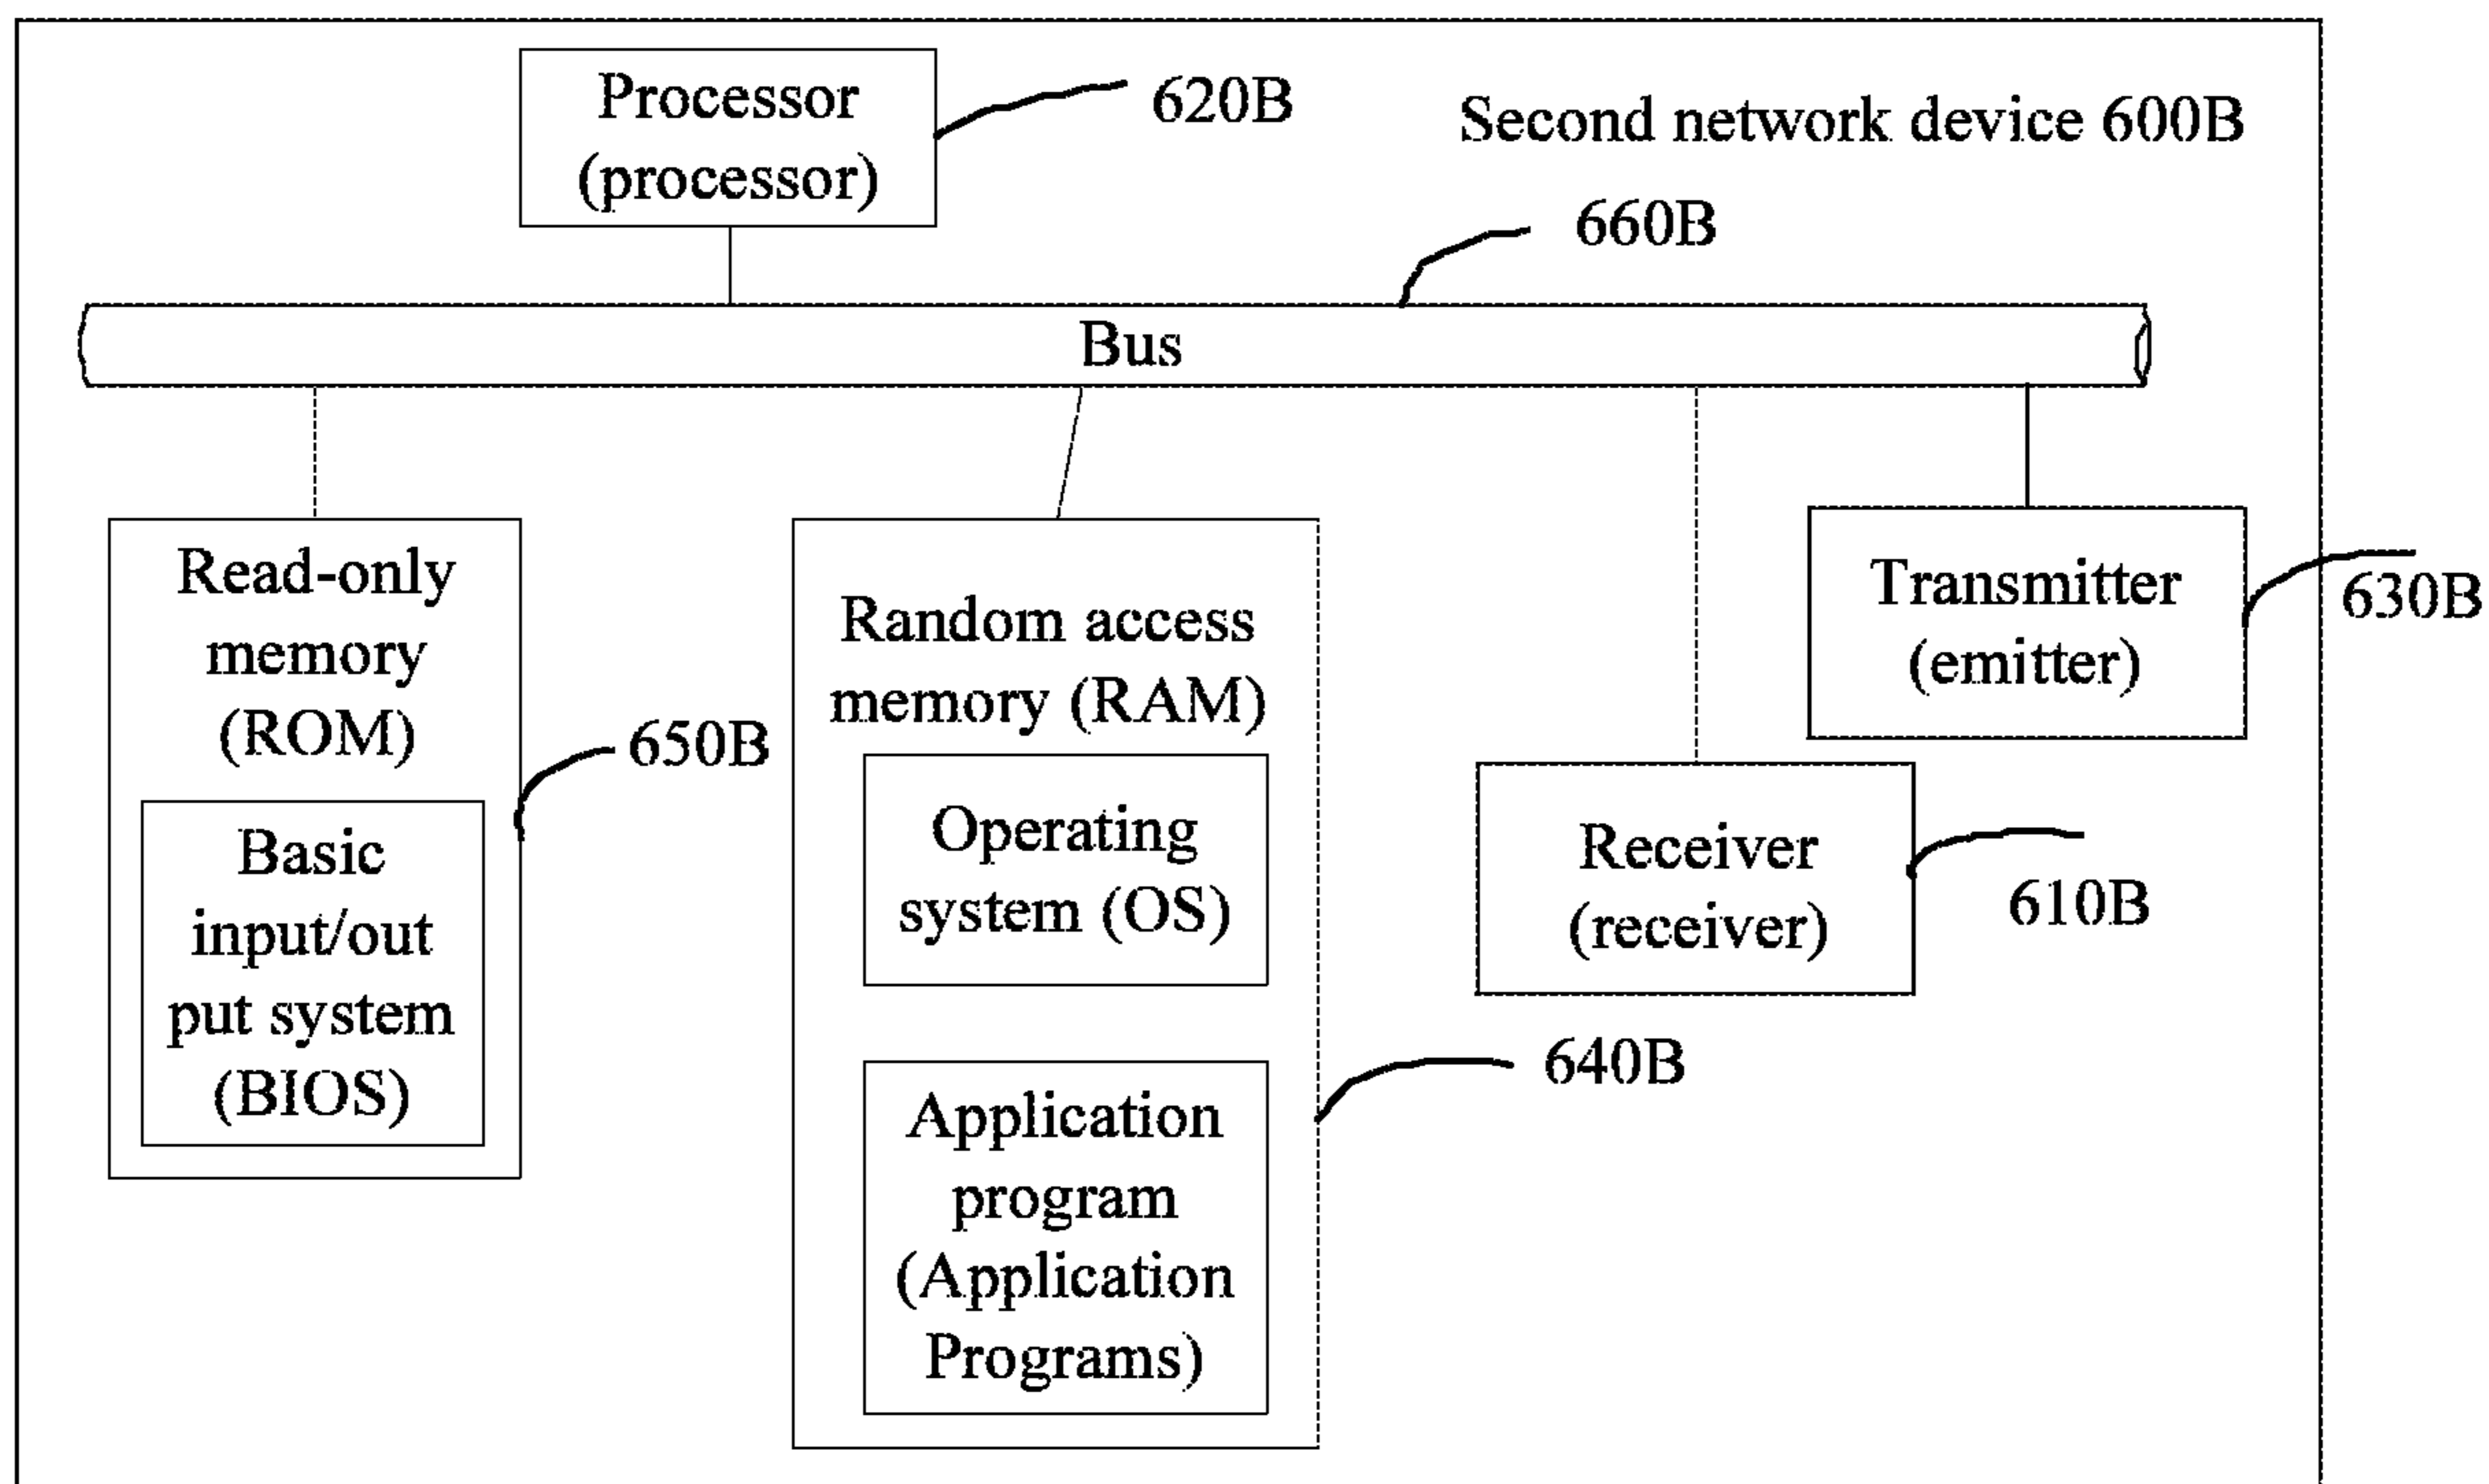 Processor
(processor)
620B
Second network device 600B
660B
Bus
Read-only
memory
(ROM)
650B
Basic
input/out
put system
(BIOS)
Random access
memory (RAM)
Operating
system (OS)
Application
program
(Application
Programs)
640B
Transmitter
(emitter)
630B
Receiver
(receiver)
610B